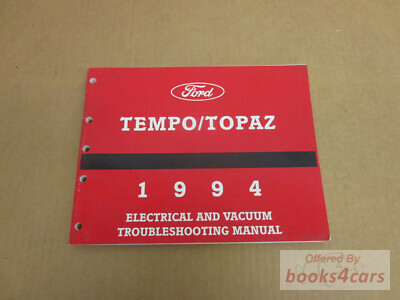 Ford
TEMPO/TOPAZ
1 9 9 4
ELECTRICAL AND VACUUM
TROUBLESHOOTING MANUAL
Offered By
books4cars